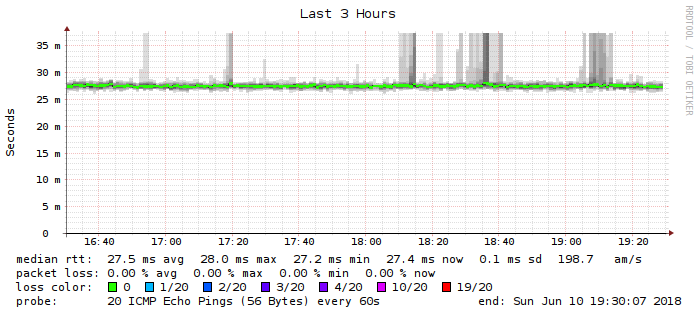 Last 3 Hours
RRDTOOL / TOBI OETIKER
Seconds
35 m
30 m
25 m
20 m
15 m
10 m
5 m
0
16:40 17:00 17:20 17:40 18:00 18:20 18:40 19:00 19:20
median rtt: 27.5 ms avg 28.0 ms max 27.2 ms min 27.4 ms now 0.1 ms sd 198.7 am/s
packet loss: 0.00 % avg 0.00 % max 0.00 % min 0.00 % now
loss color: 0 1/20 2/20 3/20 4/20 10/20 19/20
probe: 20 ICMP Echo Pings (56 Bytes) every 60s end: Sun Jun 10 19:30:07 2018